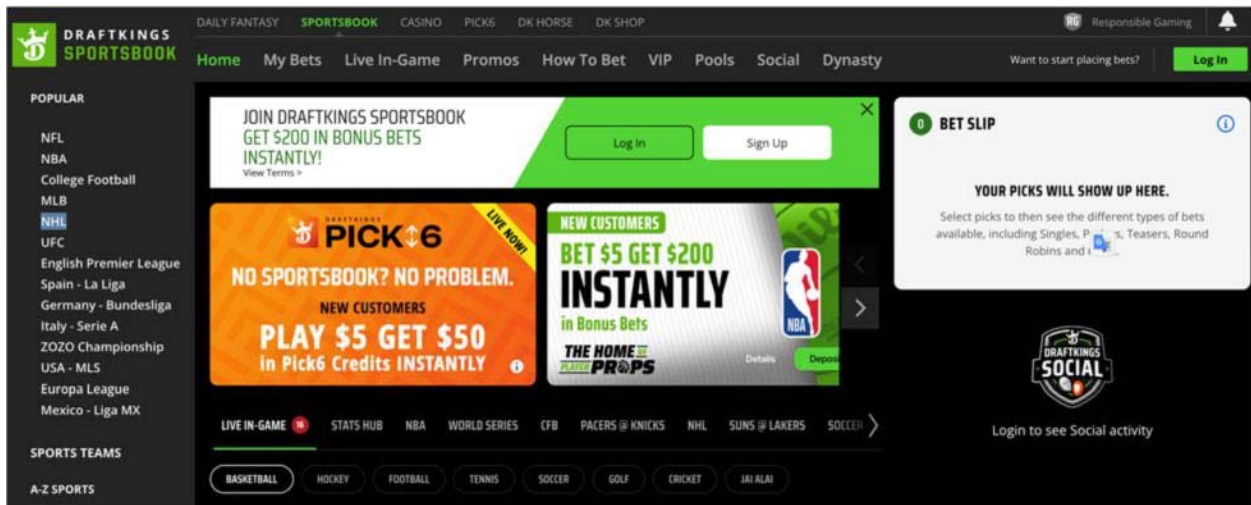 DRAFTKINGS
SPORTSBOOK
DAILY FANTASY SPORTSBOOK CASINO PICK6 DK HORSE DK SHOP
RG Responsible Gaming
Home My Bets Live In-Game Promos How To Bet VIP Pools Social Dynasty
Want to start placing bets? Log In
POPULAR
NFL
NBA
College Football
MLB
NHL
UFC
English Premier League
Spain - La Liga
Germany - Bundesliga
Italy - Serie A
ZOZO Championship
USA - MLS
Europa League
Mexico - Liga MX
SPORTS TEAMS
A-Z SPORTS
JOIN DRAFTKINGS SPORTSBOOK
GET $200 IN BONUS BETS
INSTANTLY!
View Terms >
Log In Sign Up
DRAFTKINGS
PICK6
LIVE NOW!
NO SPORTSBOOK? NO PROBLEM.
NEW CUSTOMERS
PLAY $5 GET $50
in Pick6 Credits INSTANTLY
NEW CUSTOMERS
BET $5 GET $200
INSTANTLY
in Bonus Bets
THE HOME OF
PLAYER PROPS
NBA
Details
LIVE IN-GAME 16 STATS HUB NBA WORLD SERIES CFB PACERS @ KNICKS NHL SUNS @ LAKERS SOCCER
BASKETBALL HOCKEY FOOTBALL TENNIS SOCCER GOLF CRICKET JAI ALAI
0 BET SLIP
YOUR PICKS WILL SHOW UP HERE.
Select picks to then see the different types of bets
available, including Singles, Teasers, Round
Robins and
DRAFTKINGS
SOCIAL
Login to see Social activity